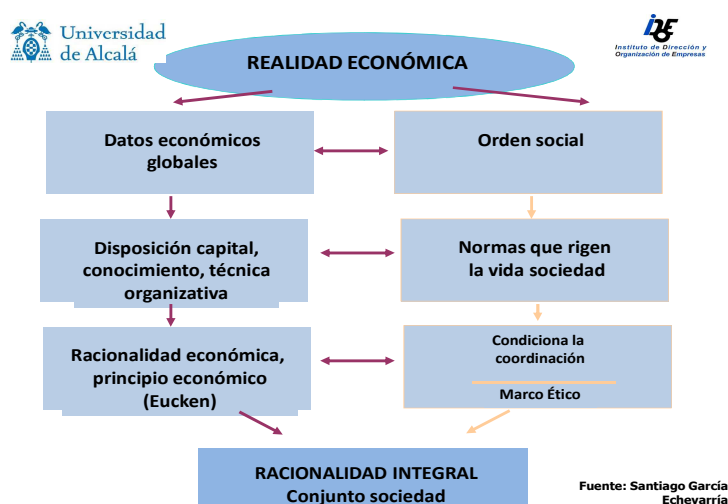 Universidad
de Alcalá
Instituto de Dirección y
Organización de Empresas
REALIDAD ECONÓMICA
Datos económicos
globales
Orden social
Disposición capital,
conocimiento, técnica
organizativa
Normas que rigen
la vida sociedad
Racionalidad económica,
principio económico
(Eucken)
Condiciona la
coordinación
Marco Ético
RACIONALIDAD INTEGRAL
Conjunto sociedad
Fuente: Santiago García
Echevarría